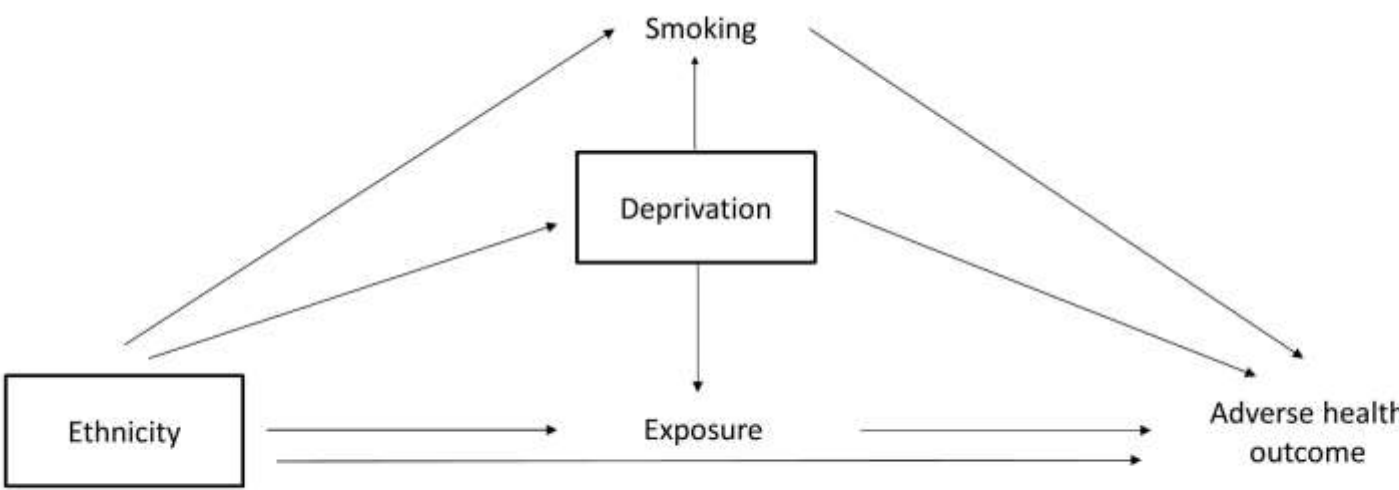 Smoking
Deprivation
Ethnicity
Exposure
Adverse health
outcome